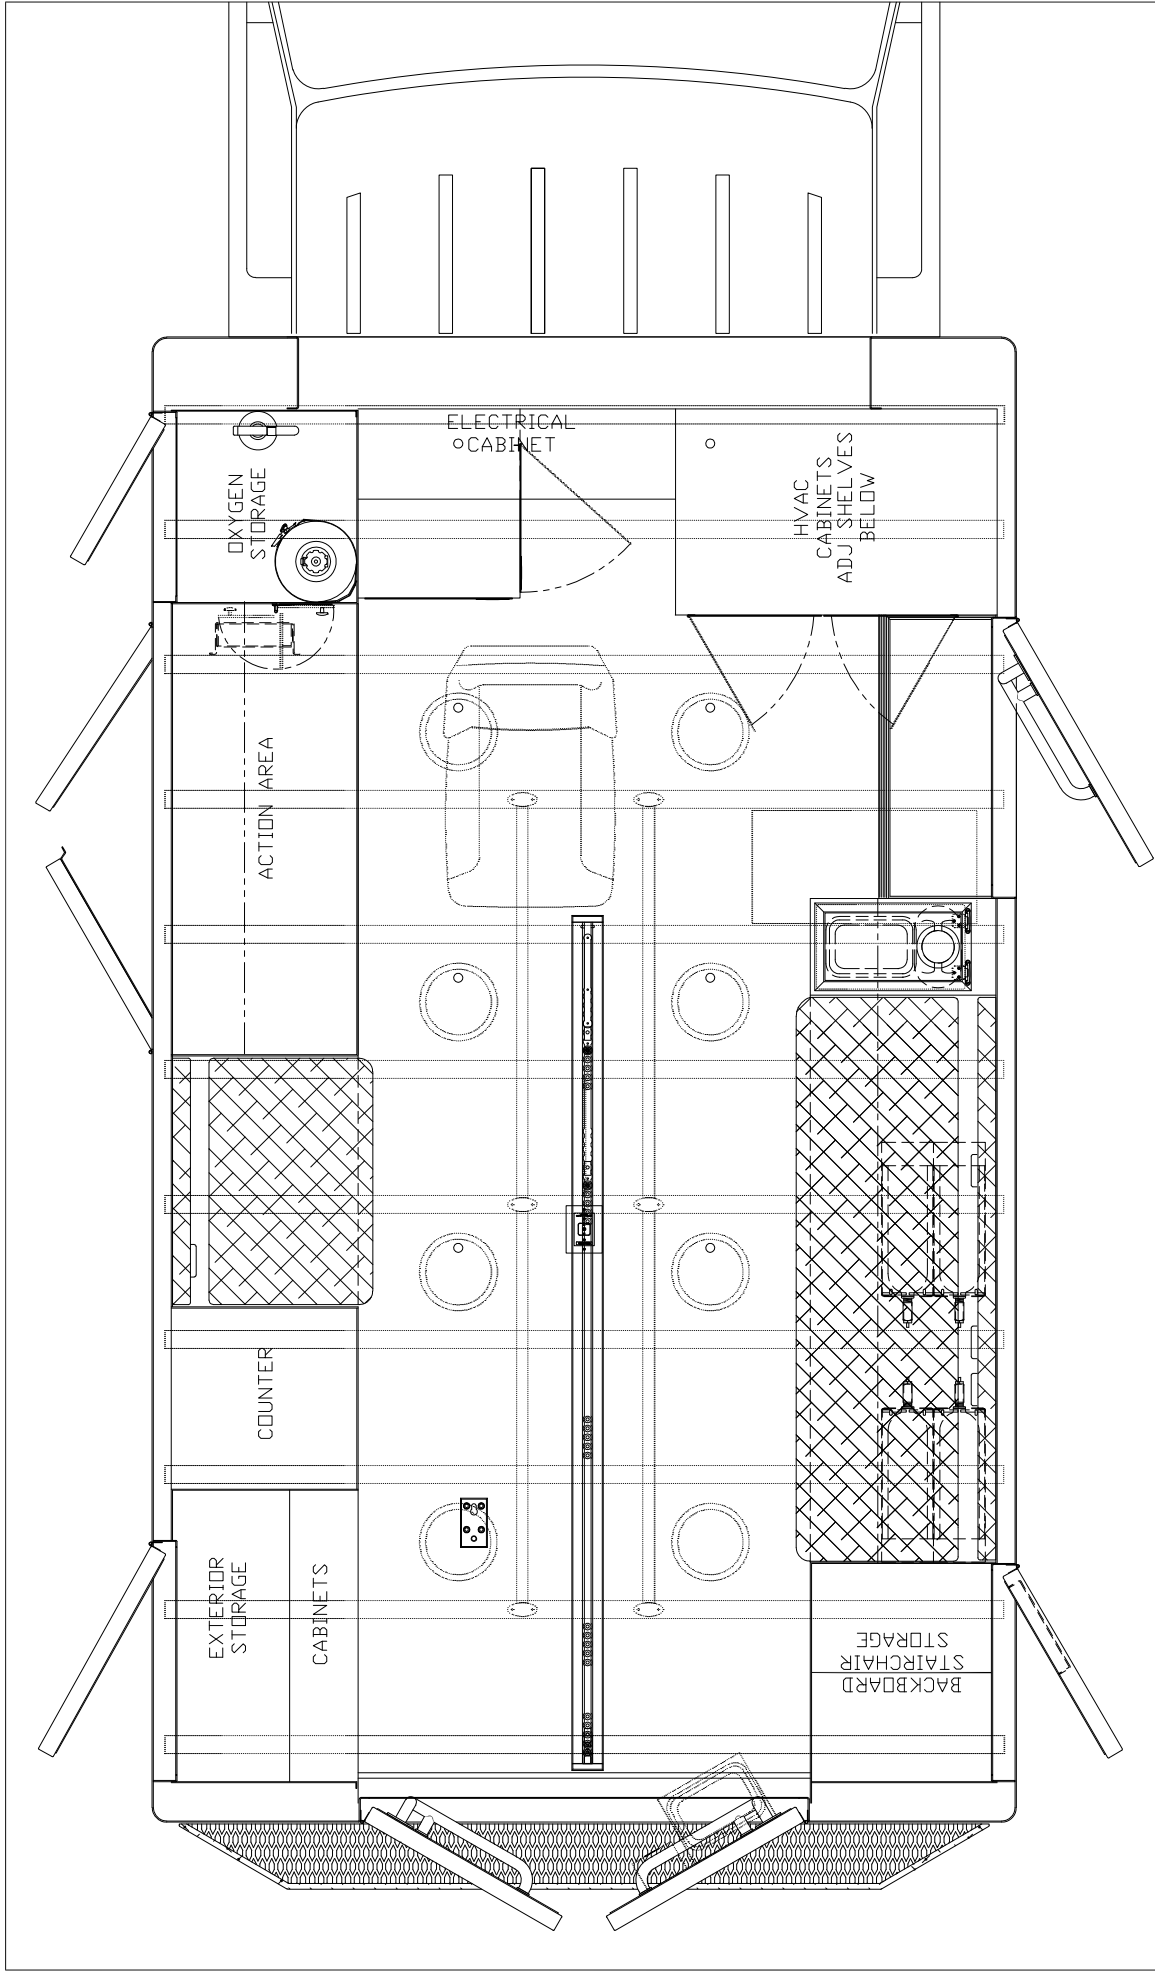 ELECTRICAL
CABINET
OXYGEN
STORAGE
HVAC
CABINETS
ADJ SHELVES
BELOW
ACTION AREA
COUNTER
EXTERIOR
STORAGE
CABINETS
BACKBOARD
STAIRCHAIR
STORAGE